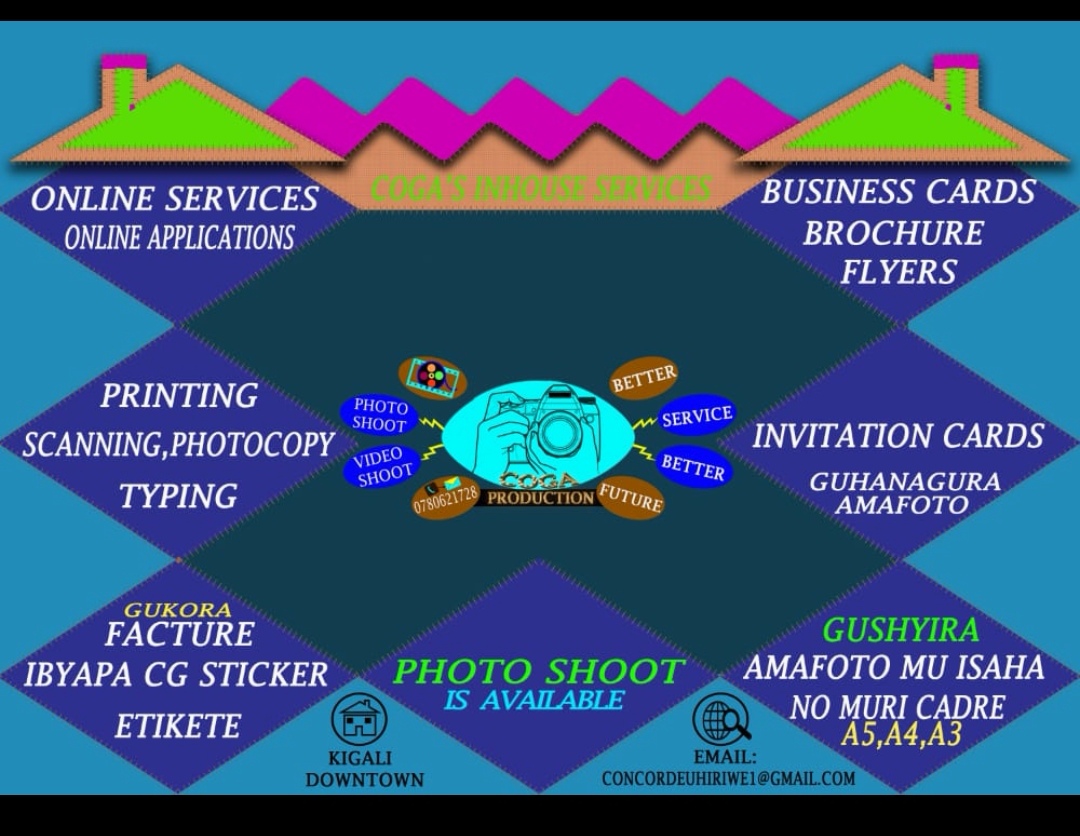 COGA'S INHOUSE SERVICES
ONLINE SERVICES
ONLINE APPLICATIONS
BUSINESS CARDS
BROCHURE
FLYERS
PRINTING
SCANNING,PHOTOCOPY
TYPING
PHOTO
SHOOT
VIDEO
SHOOT
0780621728
COGA
PRODUCTION
BETTER
SERVICE
BETTER
FUTURE
INVITATION CARDS
GUHANAGURA
AMAFOTO
GUKORA
FACTURE
IBYAPA CG STICKER
ETIKETE
PHOTO SHOOT
IS AVAILABLE
GUSHYIRA
AMAFOTO MU ISAHA
NO MURI CADRE
A5,A4,A3
KIGALI
DOWNTOWN
EMAIL:
CONCORDEUHIRIWE1@GMAIL.COM